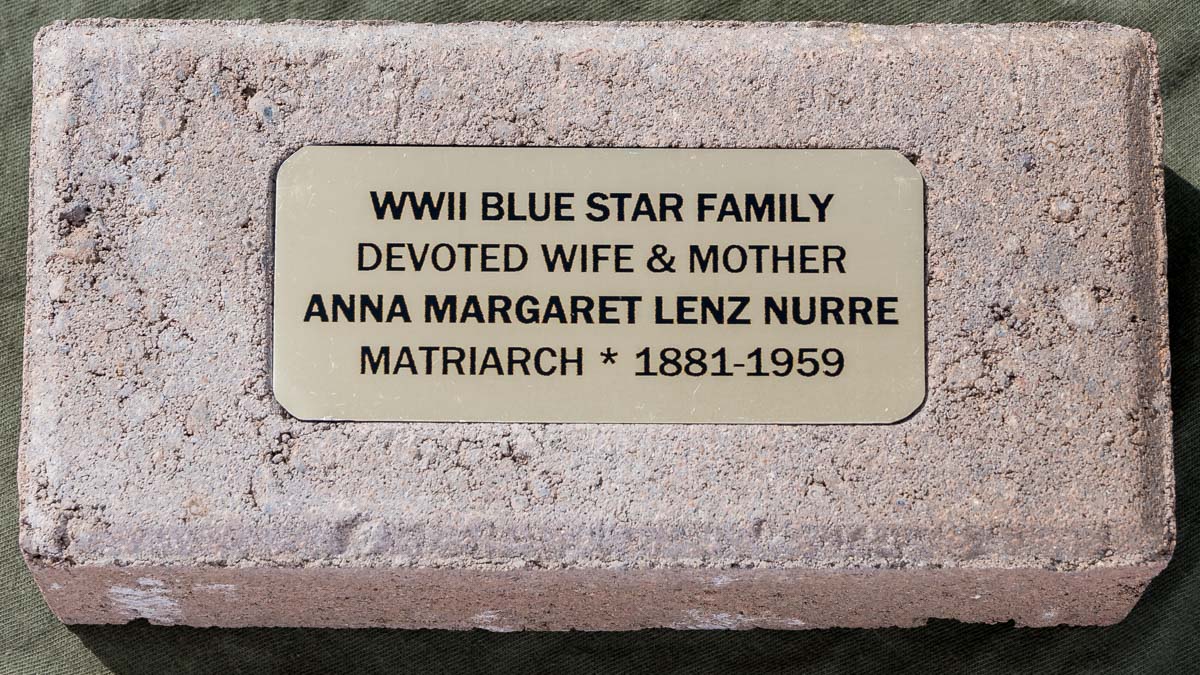 WWII BLUE STAR FAMILY
DEVOTED WIFE & MOTHER
ANNA MARGARET LENZ NURRE
MATRIARCH * 1881-1959